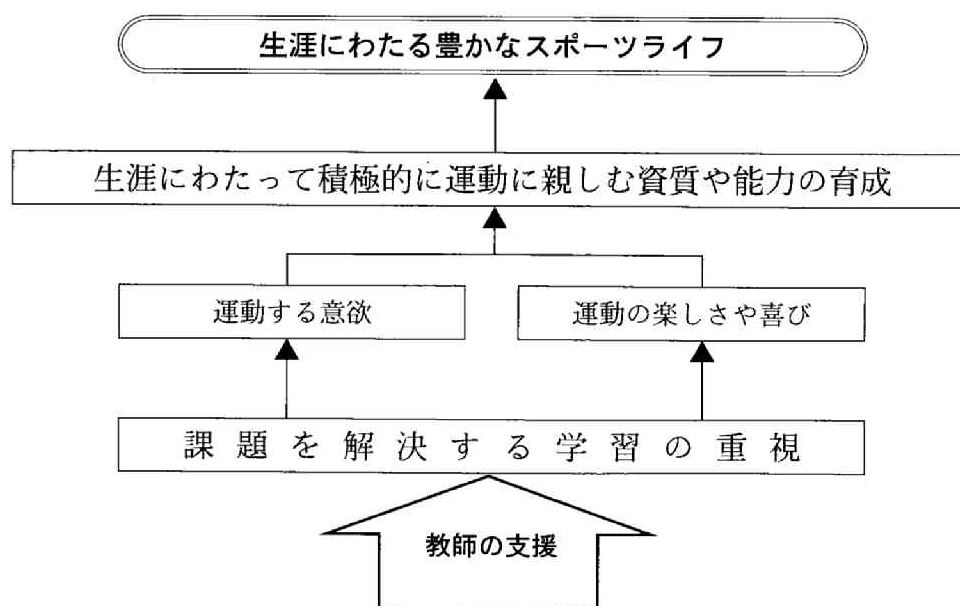 生涯にわたる豊かなスポーツライフ
生涯にわたって積極的に運動に親しむ資質や能力の育成
運動する意欲
運動の楽しさや喜び
課題を解決する学習の重視
教師の支援